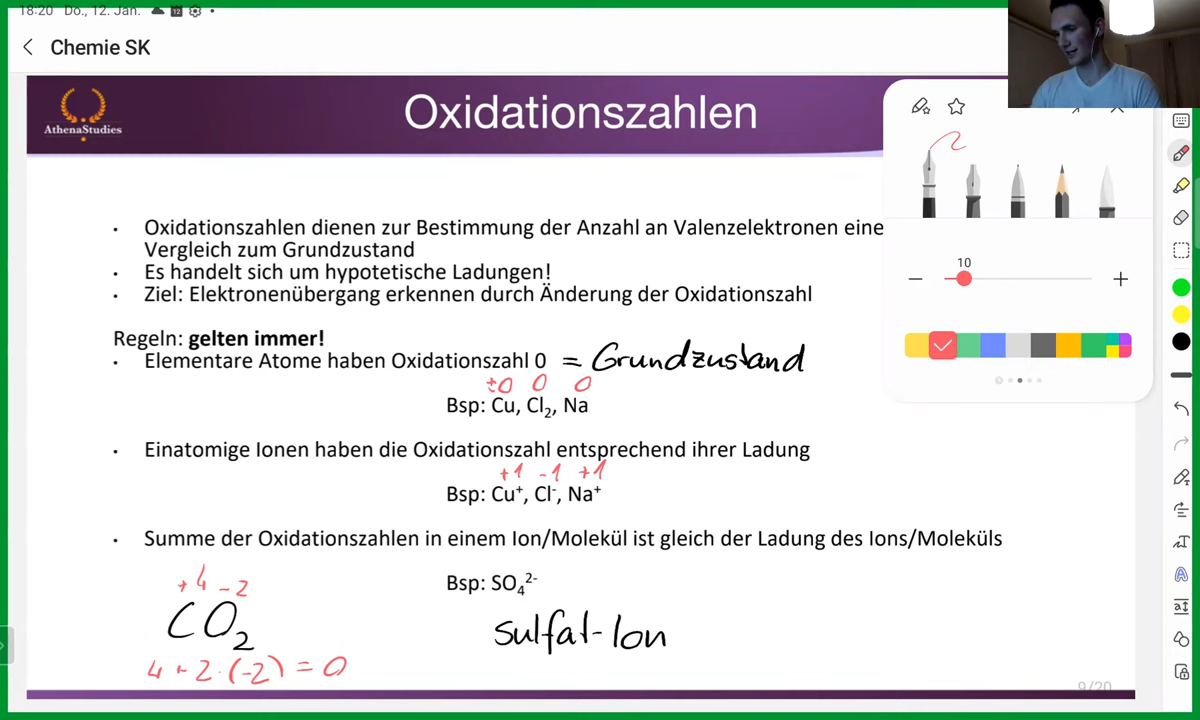 18:20 Do., 12. Jan.
Chemie SK
AthenaStudies
Oxidationszahlen
10
• Oxidationszahlen dienen zur Bestimmung der Anzahl an Valenzelektronen eine
Vergleich zum Grundzustand
• Es handelt sich um hypotetische Ladungen!
• Ziel: Elektronenübergang erkennen durch Änderung der Oxidationszahl
Regeln: gelten immer!
• Elementare Atome haben Oxidationszahl 0 = Grundzustand
±0 0 0
Bsp: Cu, Cl₂, Na
• Einatomige Ionen haben die Oxidationszahl entsprechend ihrer Ladung
+1 -1 +1
Bsp: Cu⁺, Cl⁻, Na⁺
• Summe der Oxidationszahlen in einem Ion/Molekül ist gleich der Ladung des Ions/Moleküls
+4 -2
Bsp: SO₄²⁻
CO₂
sulfat-Ion
4 + 2·(-2) = 0
9/20